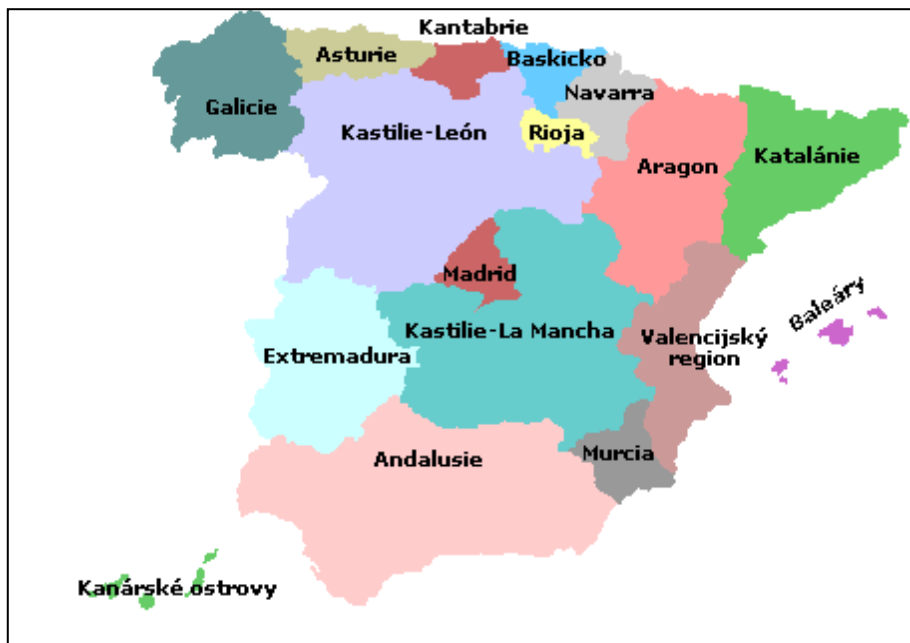 Kantabrie
Asturie
Baskicko
Navarra
Galicie
Kastilie-León
Rioja
Aragon
Katalánie
Madrid
Baleáry
Kastilie-La Mancha
Valencijský
region
Extremadura
Murcia
Andalusie
Kanárské ostrovy